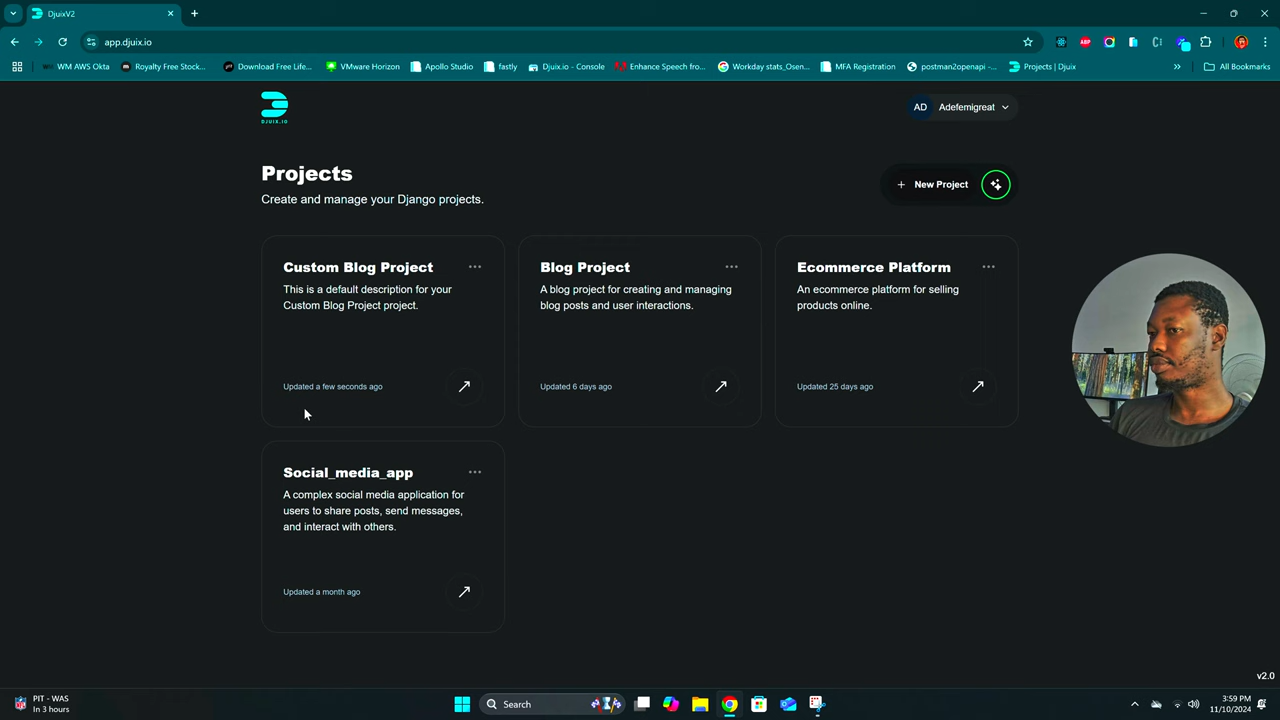 DjuixV2
app.djuix.io
WM AWS Okta
Royalty Free Stock...
Download Free Life...
VMware Horizon
Apollo Studio
fastly
Djuix.io - Console
Enhance Speech fro...
Workday stats_Osen...
MFA Registration
postman2openapi -...
Projects | Djuix
All Bookmarks
DJUIX.IO
AD
Adefemigreat
Projects
Create and manage your Django projects.
New Project
Custom Blog Project
This is a default description for your
Custom Blog Project project.
Updated a few seconds ago
Blog Project
A blog project for creating and managing
blog posts and user interactions.
Updated 6 days ago
Ecommerce Platform
An ecommerce platform for selling
products online.
Updated 25 days ago
Social_media_app
A complex social media application for
users to share posts, send messages,
and interact with others.
Updated a month ago
v2.0
PIT - WAS
In 3 hours
Search
3:59 PM
11/10/2024